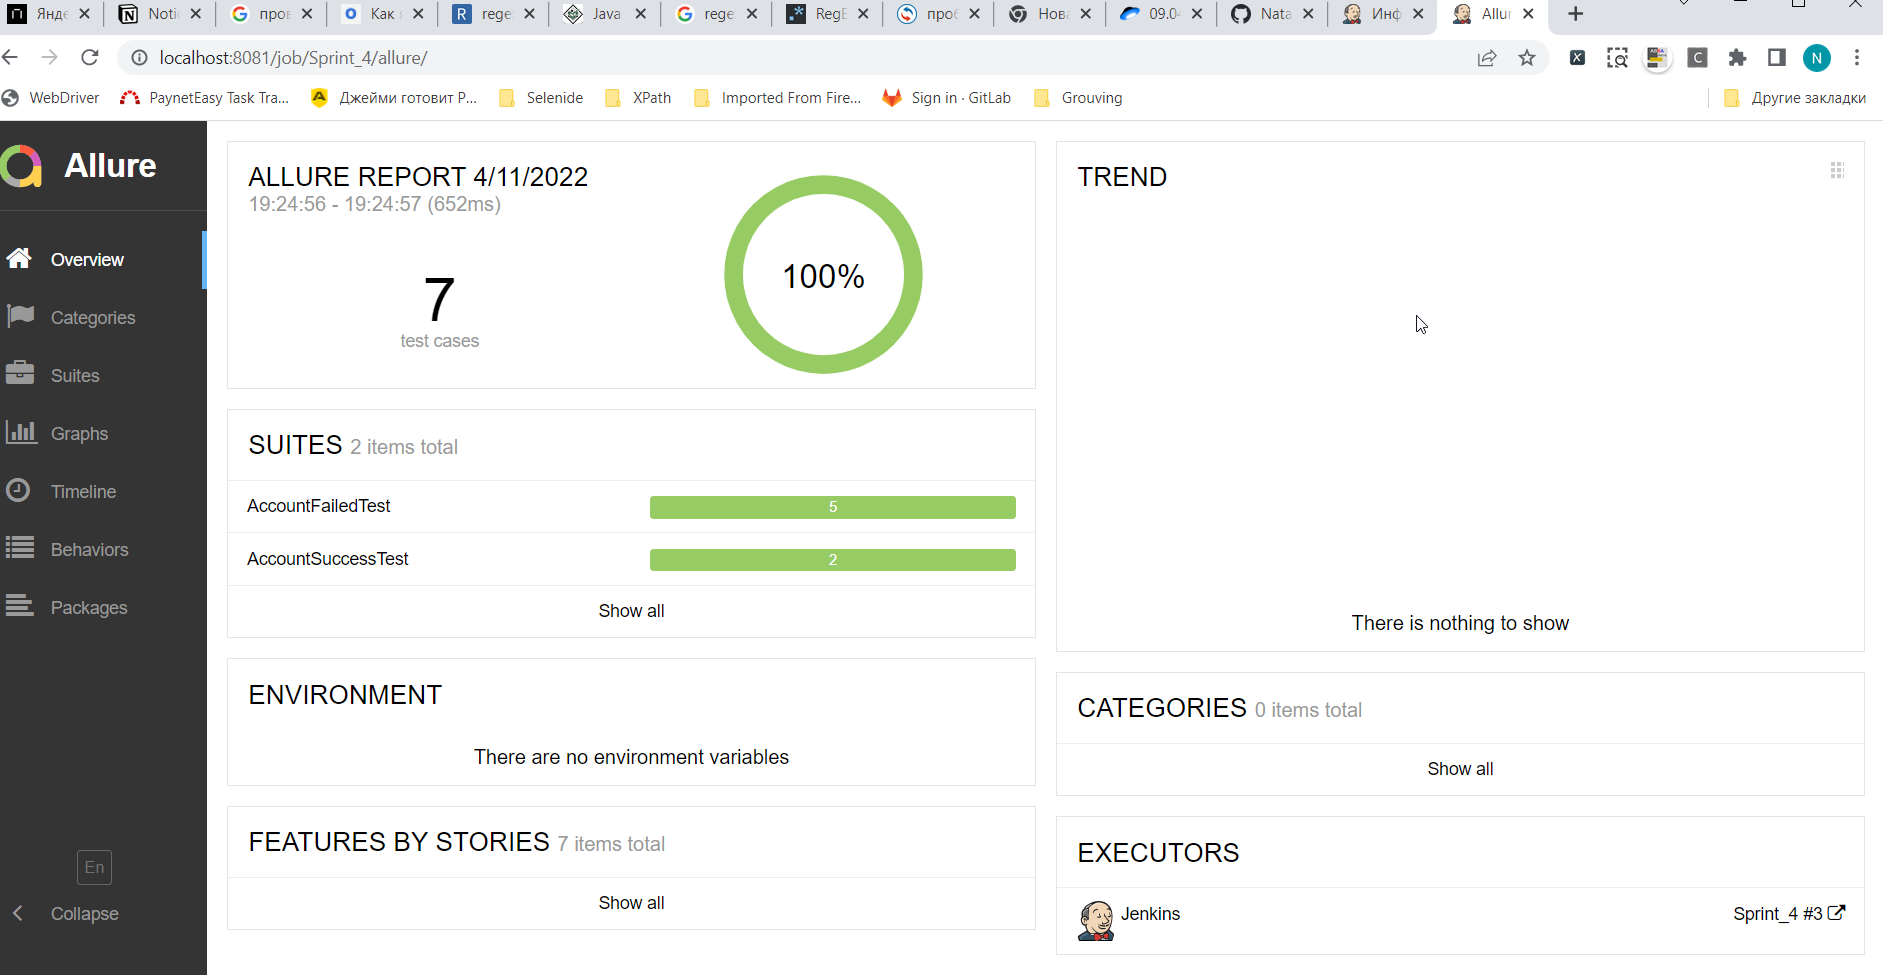 Янде
Notic
пров
Как з
rege
Java
rege
RegE
проб
Нова
09.04
Nata
Инф
Allur
localhost:8081/job/Sprint_4/allure/
N
WebDriver
PaynetEasy Task Tra...
Джейми готовит Р...
Selenide
XPath
Imported From Fire...
Sign in · GitLab
Grouving
Другие закладки
Allure
Overview
Categories
Suites
Graphs
Timeline
Behaviors
Packages
En
Collapse
ALLURE REPORT 4/11/2022
19:24:56 - 19:24:57 (652ms)
7
test cases
100%
SUITES 2 items total
AccountFailedTest 5
AccountSuccessTest 2
Show all
ENVIRONMENT
There are no environment variables
FEATURES BY STORIES 7 items total
Show all
TREND
There is nothing to show
CATEGORIES 0 items total
Show all
EXECUTORS
Jenkins Sprint_4 #3